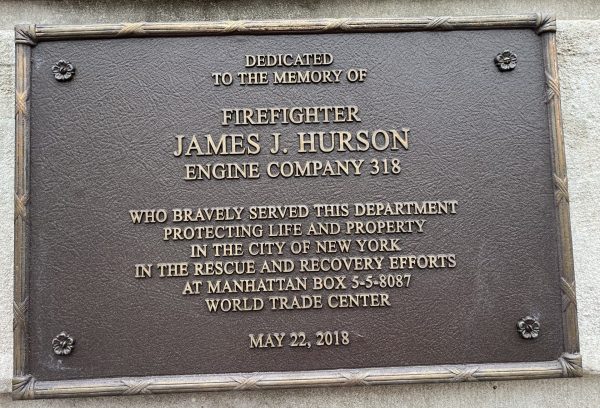 DEDICATED
TO THE MEMORY OF
FIREFIGHTER
JAMES J. HURSON
ENGINE COMPANY 318
WHO BRAVELY SERVED THIS DEPARTMENT
PROTECTING LIFE AND PROPERTY
IN THE CITY OF NEW YORK
IN THE RESCUE AND RECOVERY EFFORTS
AT MANHATTAN BOX 5-5-8087
WORLD TRADE CENTER
MAY 22, 2018